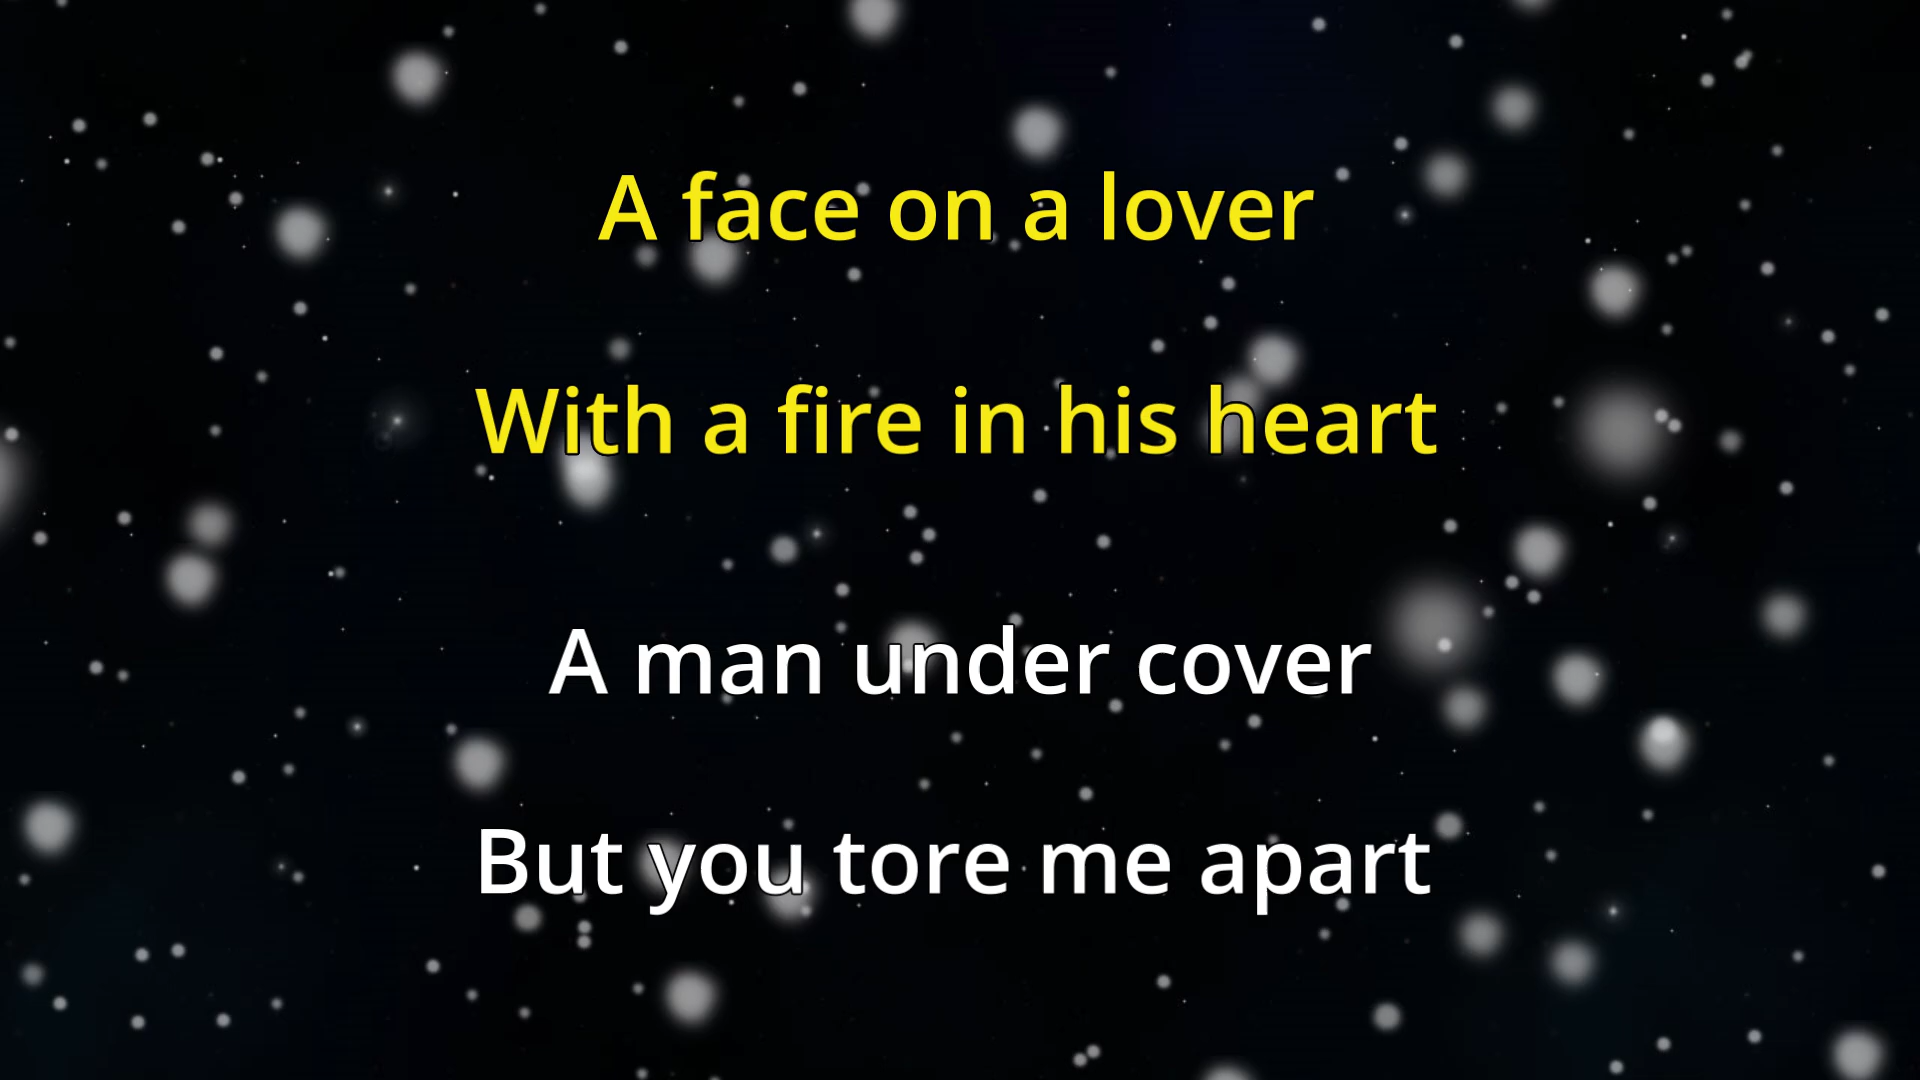 A face on a lover
With a fire in his heart
A man under cover
But you tore me apart